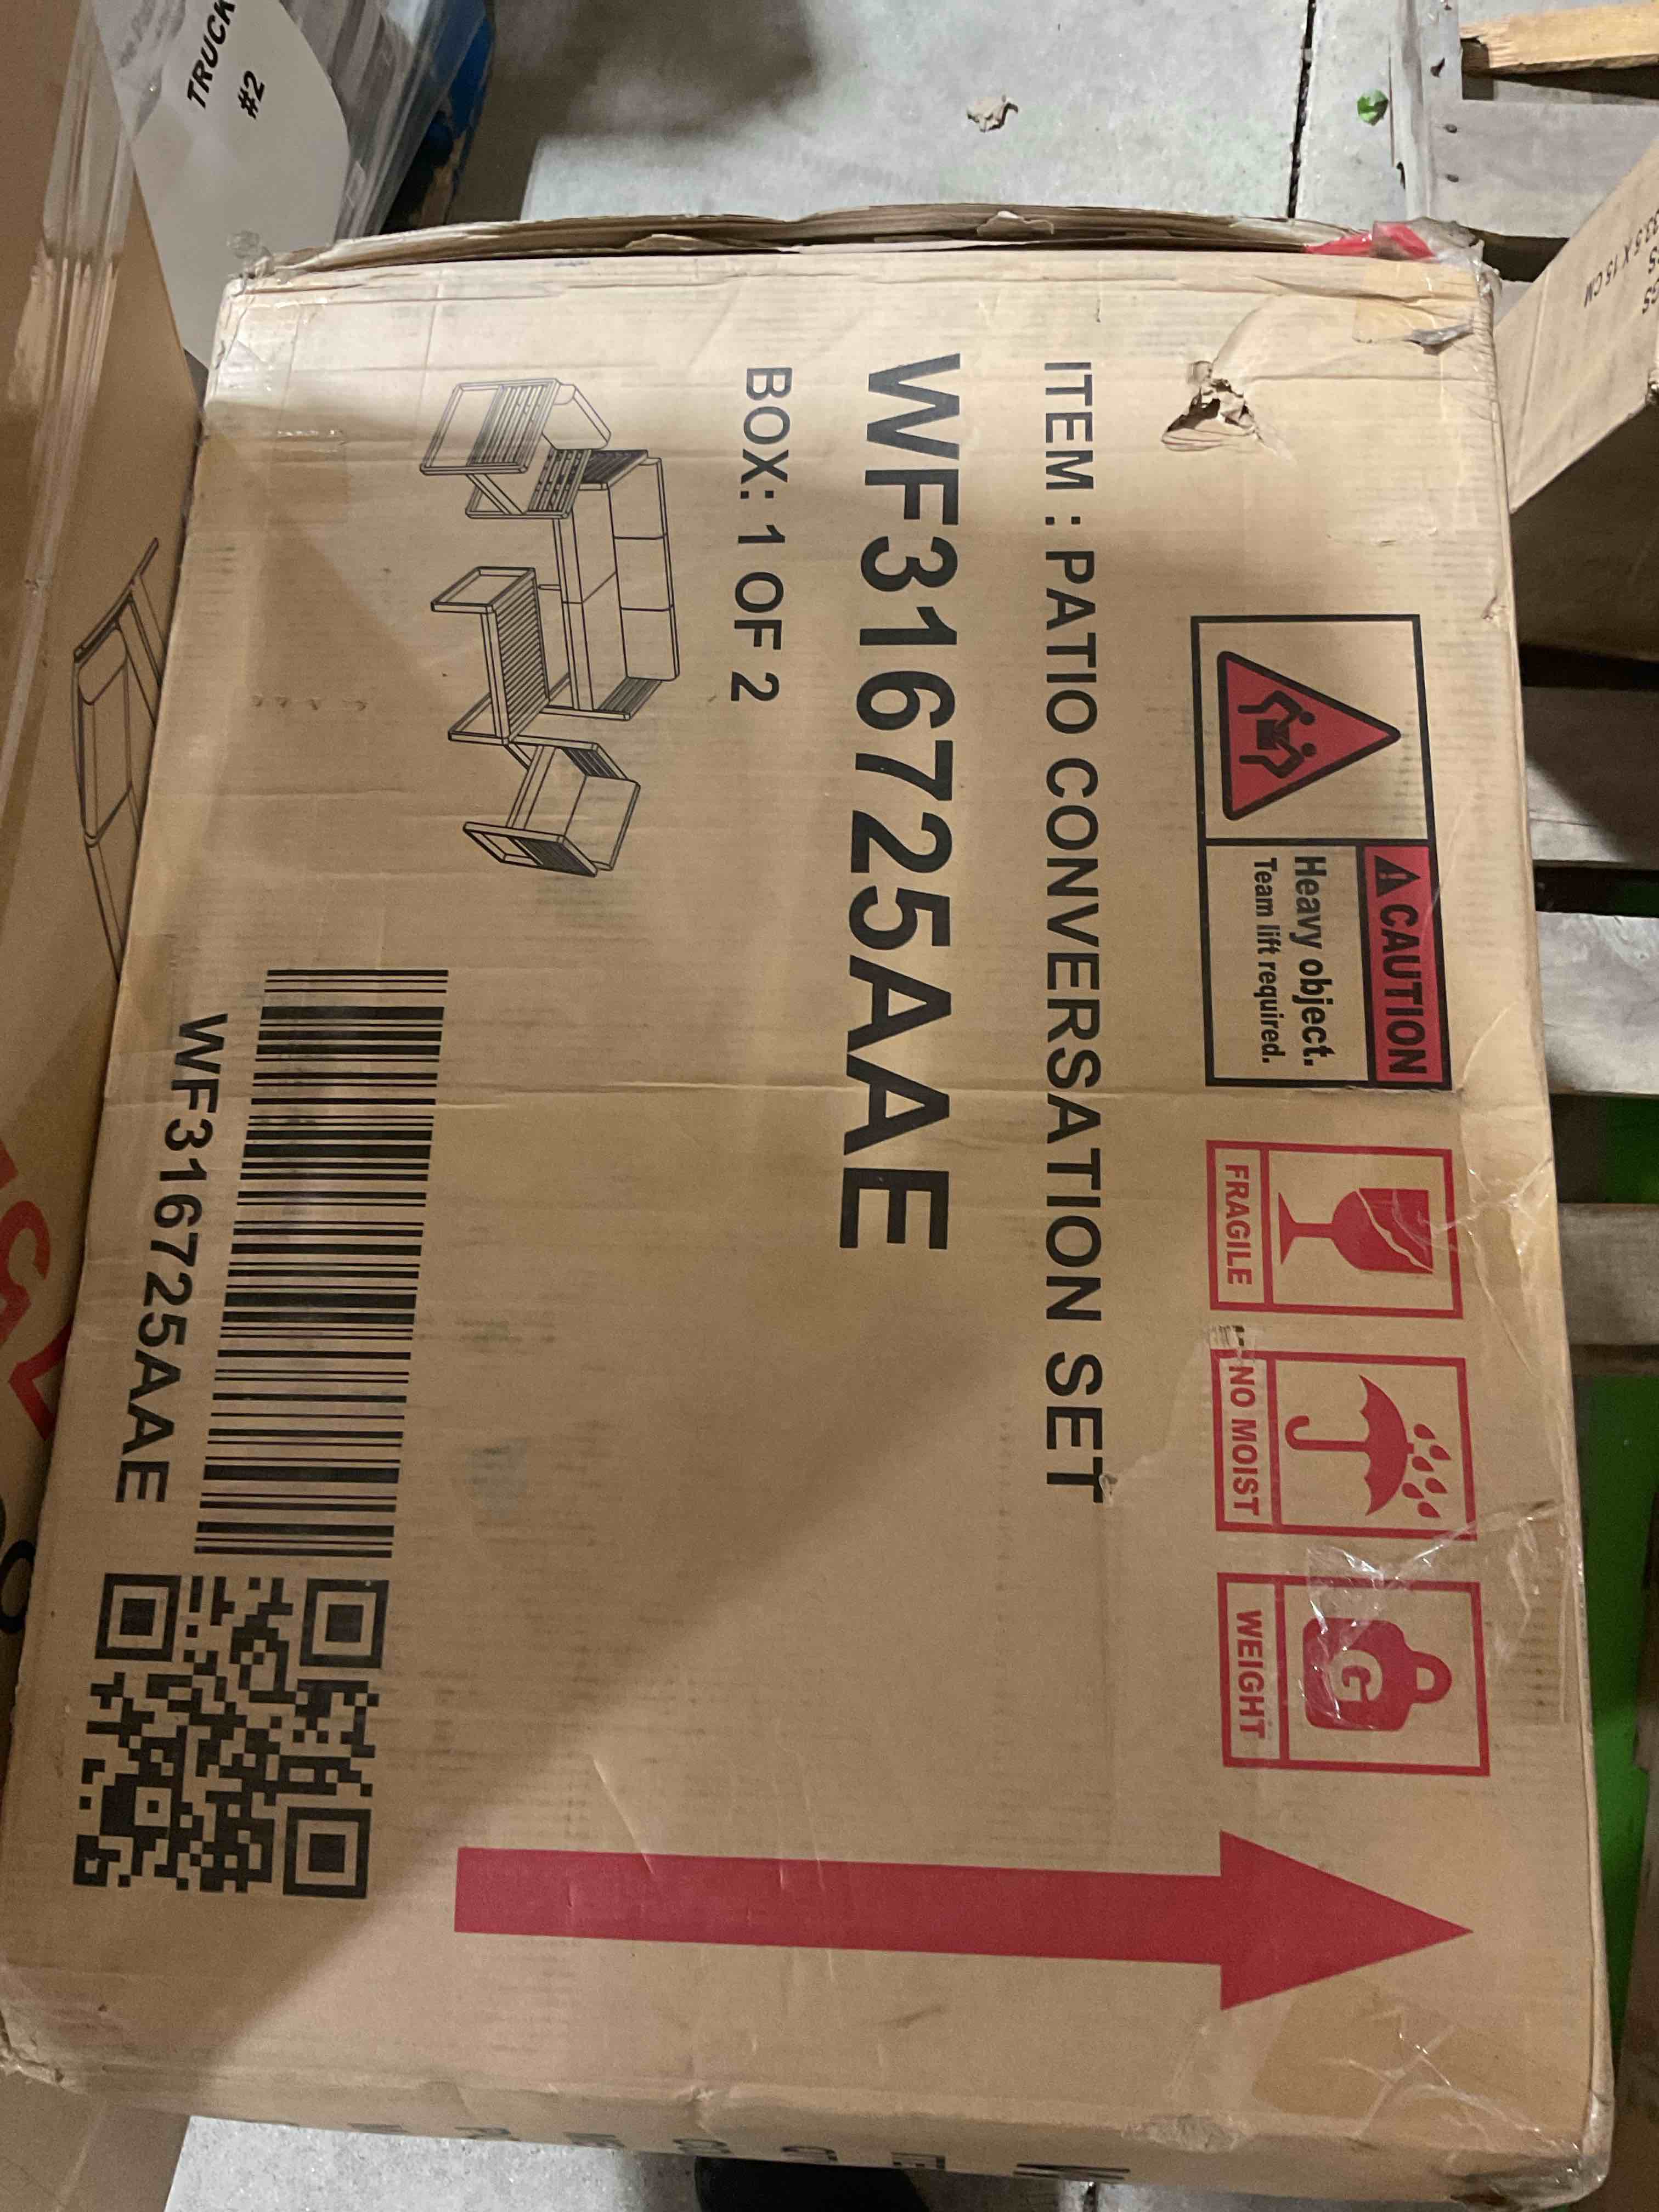 TRUCK
#2
CAUTION
Heavy object.
Team lift required.
FRAGILE
NO MOIST
G
WEIGHT
ITEM : PATIO CONVERSATION SET
WF316725AAE
BOX: 1 OF 2
WF316725AAE